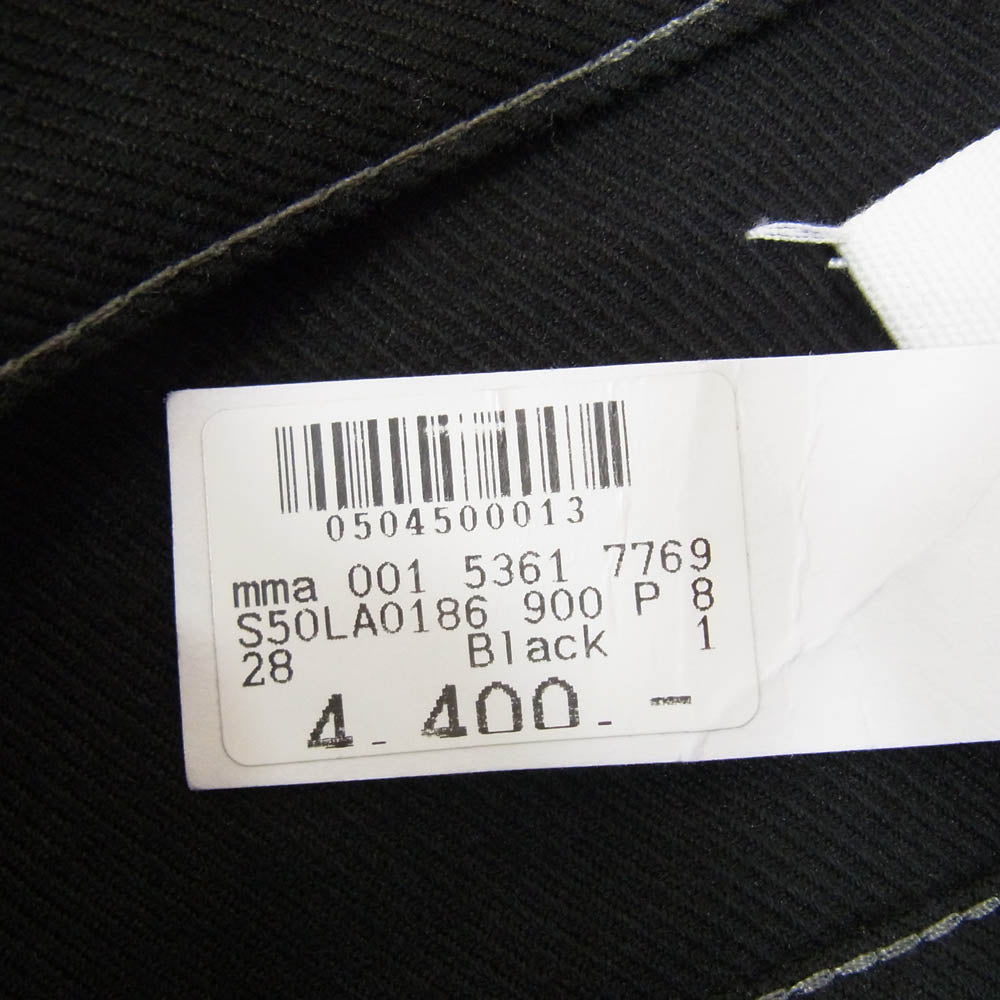 0504500013
mma 001 5361 7769
S50LA0186 900 P 8
28 Black 1
4.400.-